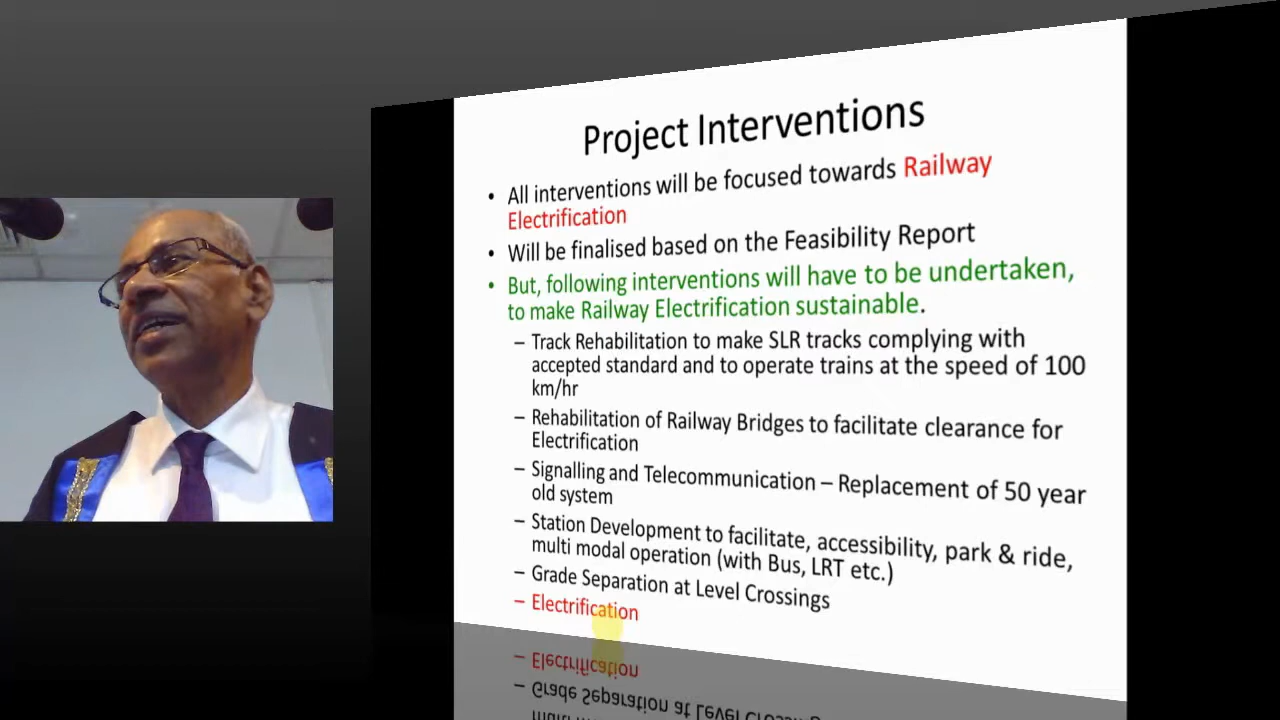 Project Interventions
• All interventions will be focused towards Railway
Electrification
• Will be finalised based on the Feasibility Report
• But, following interventions will have to be undertaken,
to make Railway Electrification sustainable.
– Track Rehabilitation to make SLR tracks complying with
accepted standard and to operate trains at the speed of 100
km/hr
– Rehabilitation of Railway Bridges to facilitate clearance for
Electrification
– Signalling and Telecommunication – Replacement of 50 year
old system
– Station Development to facilitate, accessibility, park & ride,
multi modal operation (with Bus, LRT etc.)
– Grade Separation at Level Crossings
– Electrification